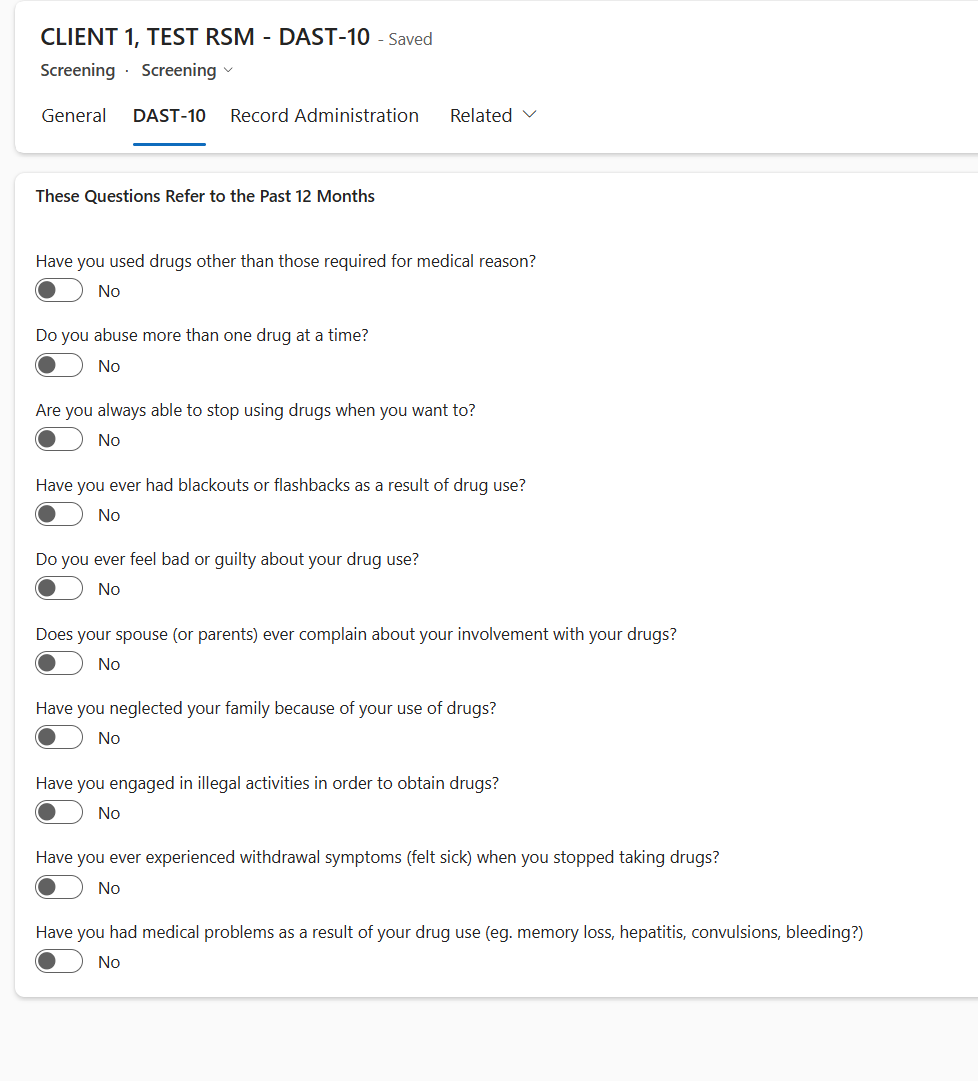 CLIENT 1, TEST RSM - DAST-10 - Saved
Screening · Screening
General DAST-10 Record Administration Related
These Questions Refer to the Past 12 Months
Have you used drugs other than those required for medical reason?
No
Do you abuse more than one drug at a time?
No
Are you always able to stop using drugs when you want to?
No
Have you ever had blackouts or flashbacks as a result of drug use?
No
Do you ever feel bad or guilty about your drug use?
No
Does your spouse (or parents) ever complain about your involvement with your drugs?
No
Have you neglected your family because of your use of drugs?
No
Have you engaged in illegal activities in order to obtain drugs?
No
Have you ever experienced withdrawal symptoms (felt sick) when you stopped taking drugs?
No
Have you had medical problems as a result of your drug use (eg. memory loss, hepatitis, convulsions, bleeding?)
No